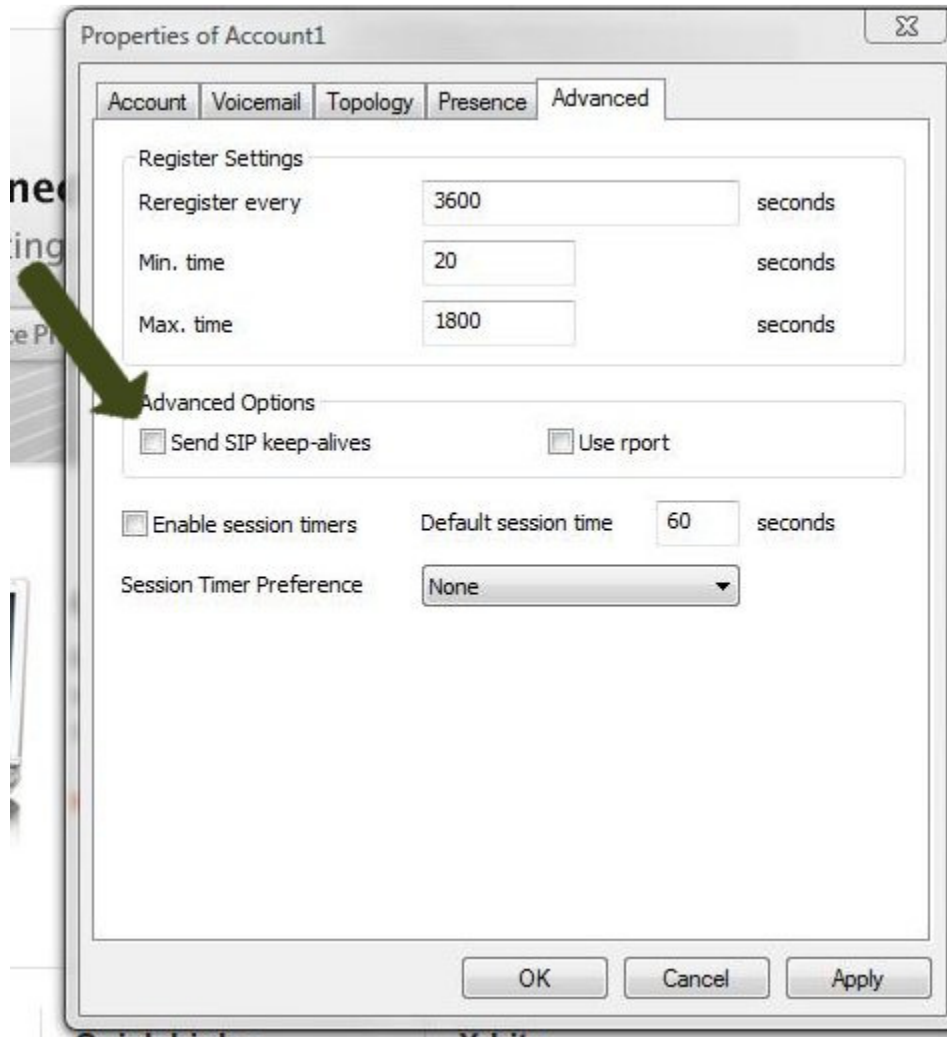 Properties of Account1
Account Voicemail Topology Presence Advanced
Register Settings
Reregister every 3600 seconds
Min. time 20 seconds
Max. time 1800 seconds
Advanced Options
Send SIP keep-alives Use rport
Enable session timers Default session time 60 seconds
Session Timer Preference None
OK Cancel Apply